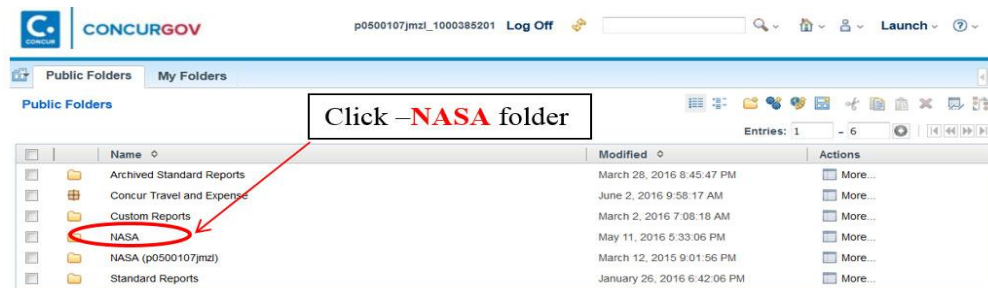 C.
CONCUR
CONCURGOV
p0500107jmzl_1000385201 Log Off
Launch
Public Folders My Folders
Public Folders
Click –NASA folder
Entries: 1 - 6
Name Modified Actions
Archived Standard Reports March 28, 2016 8:45:47 PM More...
Concur Travel and Expense June 2, 2016 9:58:17 AM More...
Custom Reports March 2, 2016 7:08:18 AM More...
NASA May 11, 2016 5:33:06 PM More...
NASA (p0500107jmzl) March 12, 2015 9:01:56 PM More...
Standard Reports January 26, 2016 6:42:06 PM More...